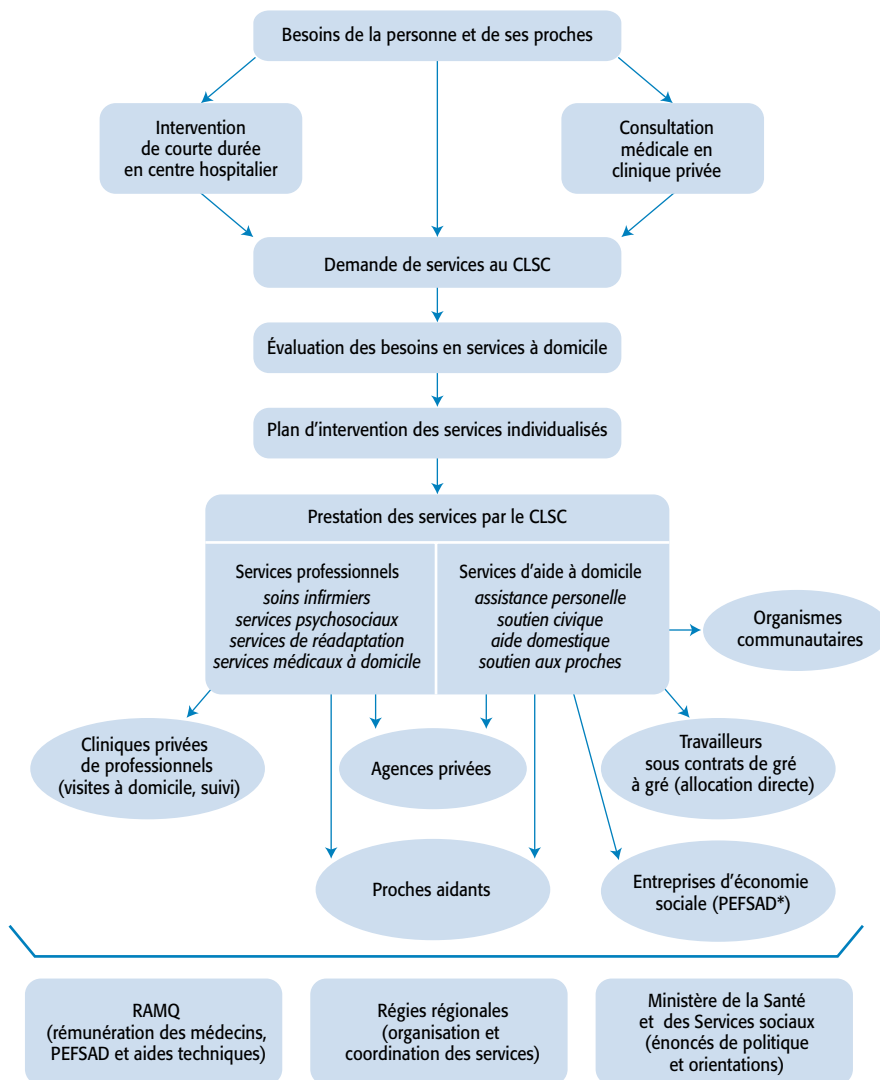 Besoins de la personne et de ses proches
Intervention
de courte durée
en centre hospitalier
Consultation
médicale en
clinique privée
Demande de services au CLSC
Évaluation des besoins en services à domicile
Plan d'intervention des services individualisés
Prestation des services par le CLSC
Services professionnels
soins infirmiers
services psychosociaux
services de réadaptation
services médicaux à domicile
Services d'aide à domicile
assistance personelle
soutien civique
aide domestique
soutien aux proches
Organismes
communautaires
Cliniques privées
de professionnels
(visites à domicile, suivi)
Agences privées
Travailleurs
sous contrats de gré
à gré (allocation directe)
Proches aidants
Entreprises d'économie
sociale (PEFSAD*)
RAMQ
(rémunération des médecins,
PEFSAD et aides techniques)
Régies régionales
(organisation et
coordination des services)
Ministère de la Santé
et des Services sociaux
(énoncés de politique
et orientations)